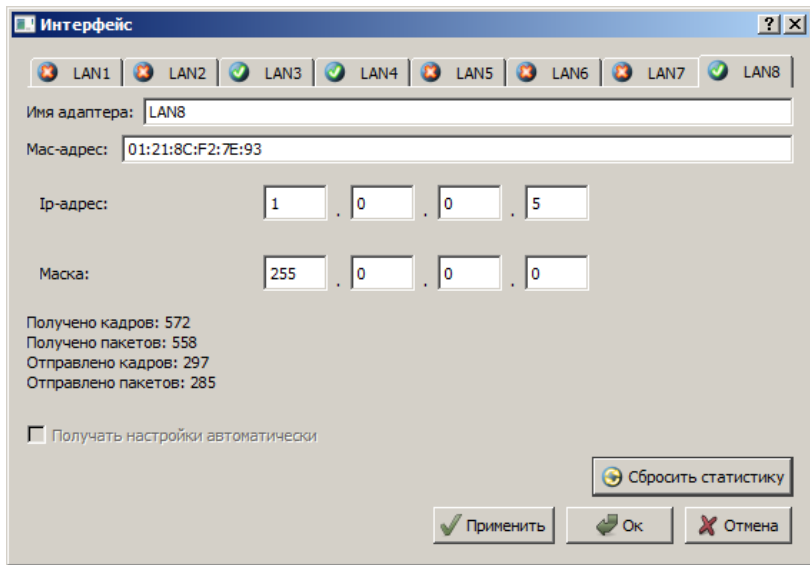 Интерфейс
LAN1 LAN2 LAN3 LAN4 LAN5 LAN6 LAN7 LAN8
Имя адаптера: LAN8
Mac-адрес: 01:21:8C:F2:7E:93
Ip-адрес: 1 . 0 . 0 . 5
Маска: 255 . 0 . 0 . 0
Получено кадров: 572
Получено пакетов: 558
Отправлено кадров: 297
Отправлено пакетов: 285
Получать настройки автоматически
Сбросить статистику
Применить Ок Отмена